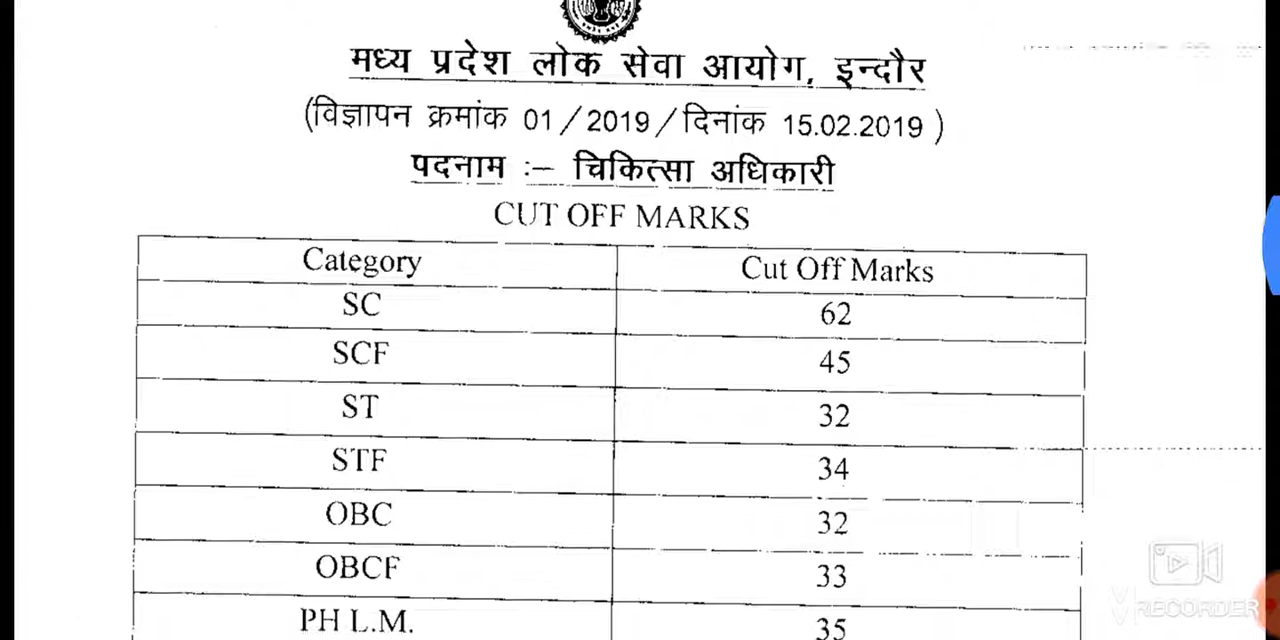 मध्य प्रदेश लोक सेवा आयोग, इन्दौर
(विज्ञापन क्रमांक 01/2019/दिनांक 15.02.2019)
पदनाम :– चिकित्सा अधिकारी
CUT OFF MARKS
Category Cut Off Marks
SC 62
SCF 45
ST 32
STF 34
OBC 32
OBCF 33
PH L.M. 35
RECORDER